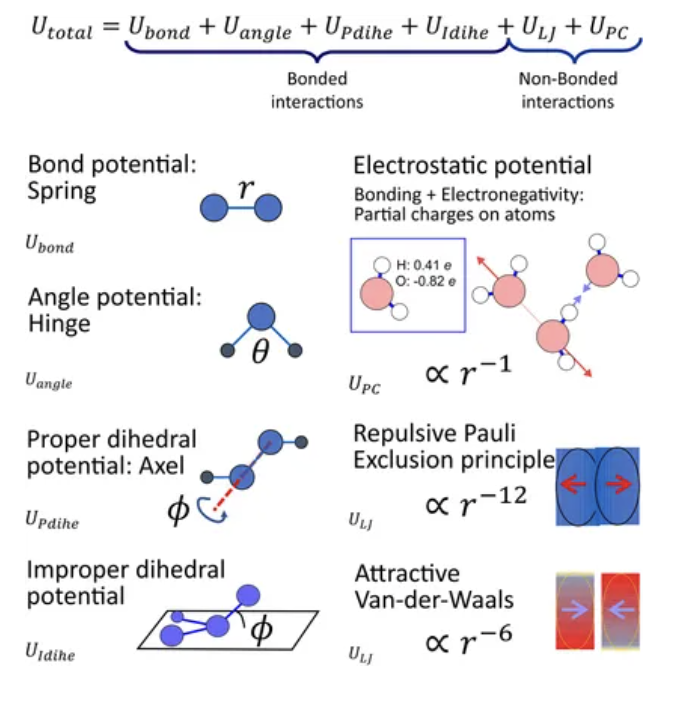 U_total = U_bond + U_angle + U_Pdihe + U_Idihe + U_LJ + U_PC
Bonded
interactions
Non-Bonded
interactions
Bond potential:
Spring
r
U_bond
Angle potential:
Hinge
θ
U_angle
Proper dihedral
potential: Axel
ϕ
U_Pdihe
Improper dihedral
potential
ϕ
U_Idihe
Electrostatic potential
Bonding + Electronegativity:
Partial charges on atoms
H: 0.41 e
O: -0.82 e
U_PC ∝ r^−1
Repulsive Pauli
Exclusion principle
U_LJ ∝ r^−12
Attractive
Van-der-Waals
U_LJ ∝ r^−6